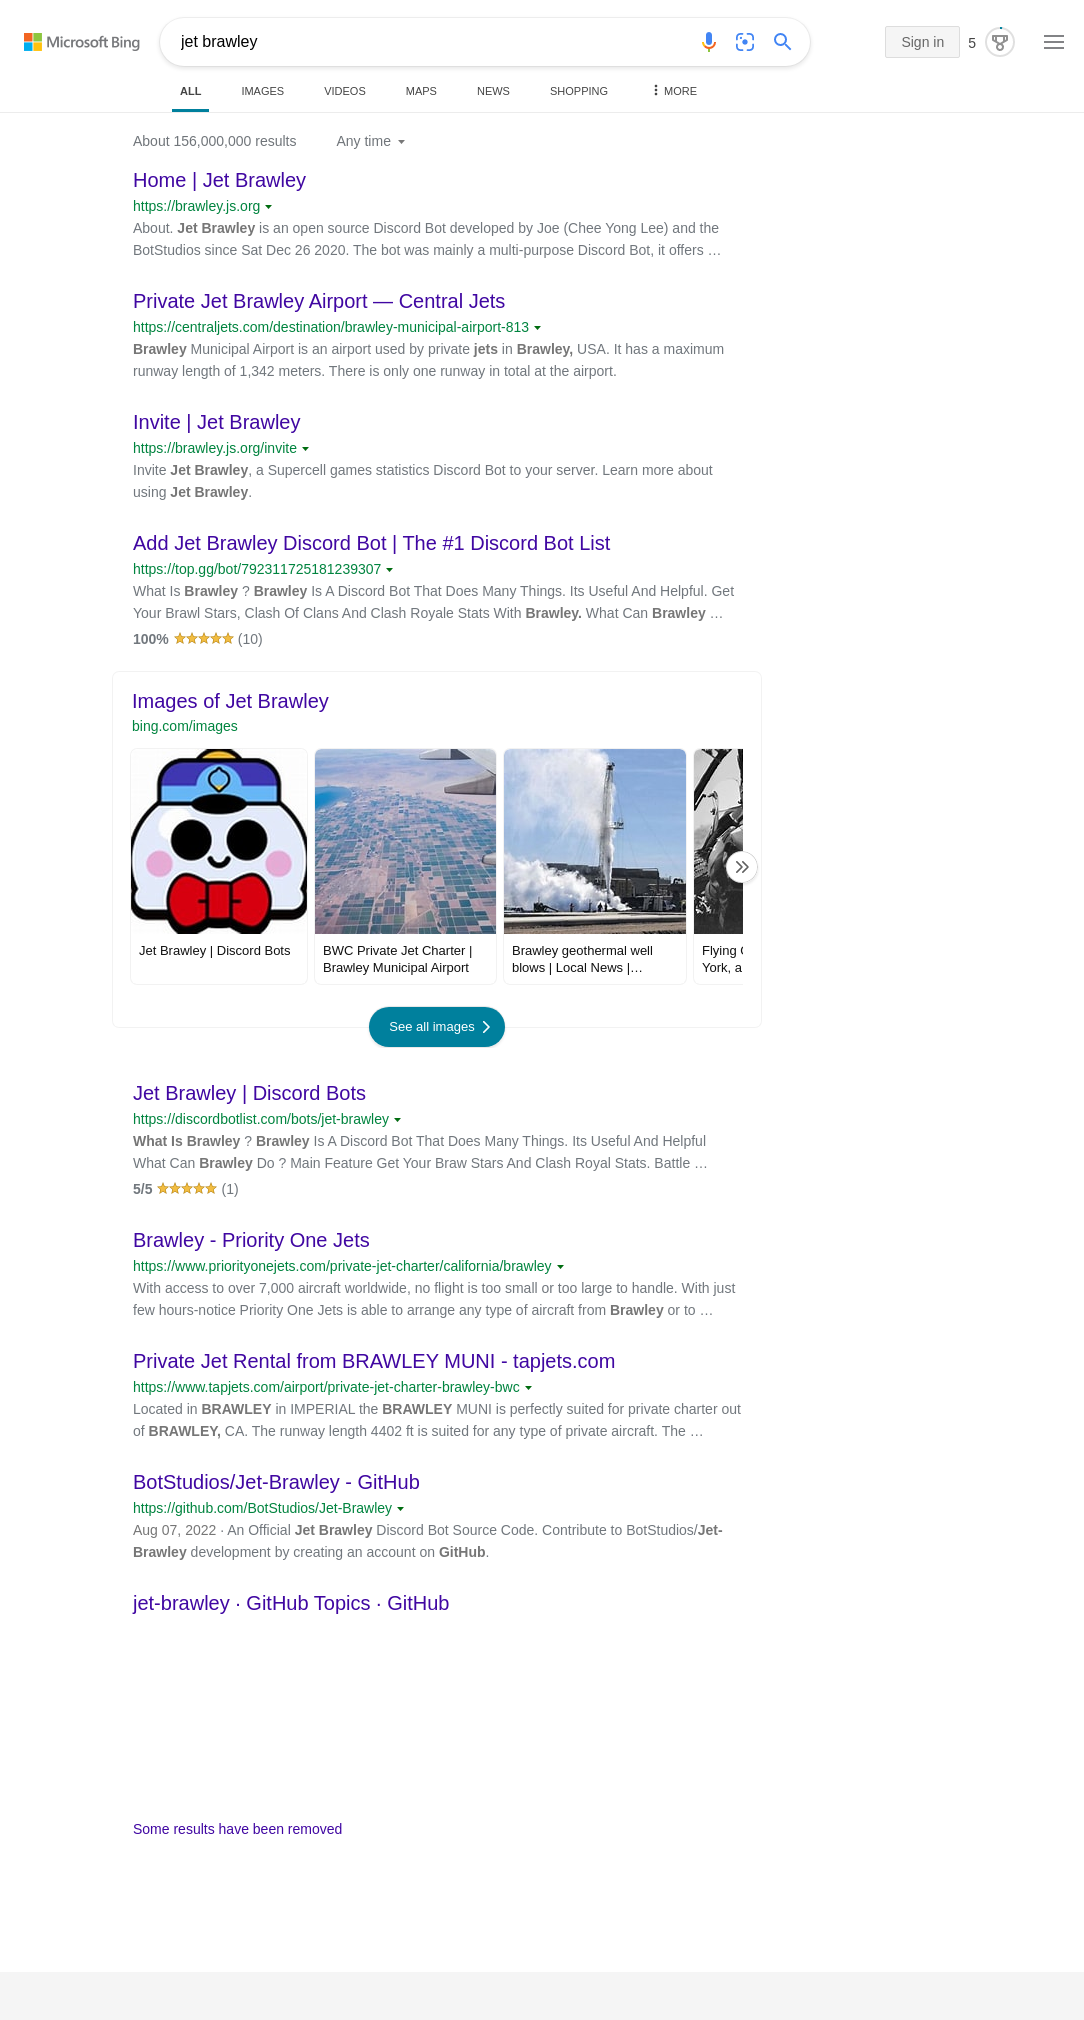 Microsoft Bing
jet brawley
Sign in
5
ALL
IMAGES
VIDEOS
MAPS
NEWS
SHOPPING
MORE
About 156,000,000 results
Any time
Home | Jet Brawley
https://brawley.js.org
About. Jet Brawley is an open source Discord Bot developed by Joe (Chee Yong Lee) and the
BotStudios since Sat Dec 26 2020. The bot was mainly a multi-purpose Discord Bot, it offers …
Private Jet Brawley Airport — Central Jets
https://centraljets.com/destination/brawley-municipal-airport-813
Brawley Municipal Airport is an airport used by private jets in Brawley, USA. It has a maximum
runway length of 1,342 meters. There is only one runway in total at the airport.
Invite | Jet Brawley
https://brawley.js.org/invite
Invite Jet Brawley, a Supercell games statistics Discord Bot to your server. Learn more about
using Jet Brawley.
Add Jet Brawley Discord Bot | The #1 Discord Bot List
https://top.gg/bot/792311725181239307
What Is Brawley ? Brawley Is A Discord Bot That Does Many Things. Its Useful And Helpful. Get
Your Brawl Stars, Clash Of Clans And Clash Royale Stats With Brawley. What Can Brawley …
100% (10)
Images of Jet Brawley
bing.com/images
Jet Brawley | Discord Bots
BWC Private Jet Charter |
Brawley Municipal Airport
Brawley geothermal well
blows | Local News |…
Flying
York, a
See all images
Jet Brawley | Discord Bots
https://discordbotlist.com/bots/jet-brawley
What Is Brawley ? Brawley Is A Discord Bot That Does Many Things. Its Useful And Helpful
What Can Brawley Do ? Main Feature Get Your Braw Stars And Clash Royal Stats. Battle …
5/5 (1)
Brawley - Priority One Jets
https://www.priorityonejets.com/private-jet-charter/california/brawley
With access to over 7,000 aircraft worldwide, no flight is too small or too large to handle. With just
few hours-notice Priority One Jets is able to arrange any type of aircraft from Brawley or to …
Private Jet Rental from BRAWLEY MUNI - tapjets.com
https://www.tapjets.com/airport/private-jet-charter-brawley-bwc
Located in BRAWLEY in IMPERIAL the BRAWLEY MUNI is perfectly suited for private charter out
of BRAWLEY, CA. The runway length 4402 ft is suited for any type of private aircraft. The …
BotStudios/Jet-Brawley - GitHub
https://github.com/BotStudios/Jet-Brawley
Aug 07, 2022 · An Official Jet Brawley Discord Bot Source Code. Contribute to BotStudios/Jet-
Brawley development by creating an account on GitHub.
jet-brawley · GitHub Topics · GitHub
Some results have been removed